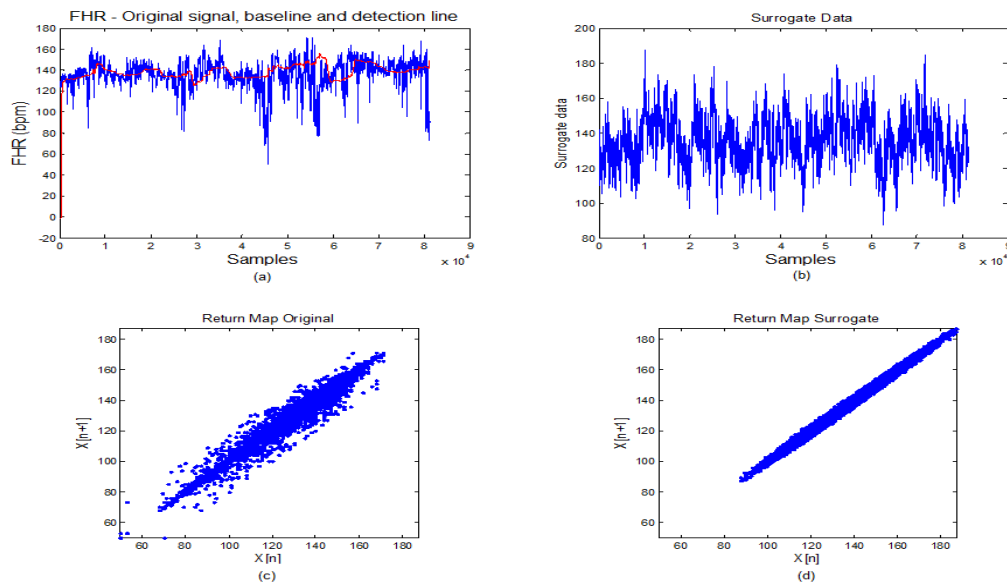 FHR - Original signal, baseline and detection line
180
160
140
120
100
80
60
40
20
0
-20
FHR (bpm)
0 1 2 3 4 5 6 7 8 9
Samples
× 10⁴
(a)
Surrogate Data
200
180
160
140
120
100
80
Surrogate data
0 1 2 3 4 5 6 7 8 9
Samples
× 10⁴
(b)
Return Map Original
180
160
140
120
100
80
60
X[n+1]
60 80 100 120 140 160 180
X [n]
(c)
Return Map Surrogate
180
160
140
120
100
80
60
X[n+1]
60 80 100 120 140 160 180
X [n]
(d)